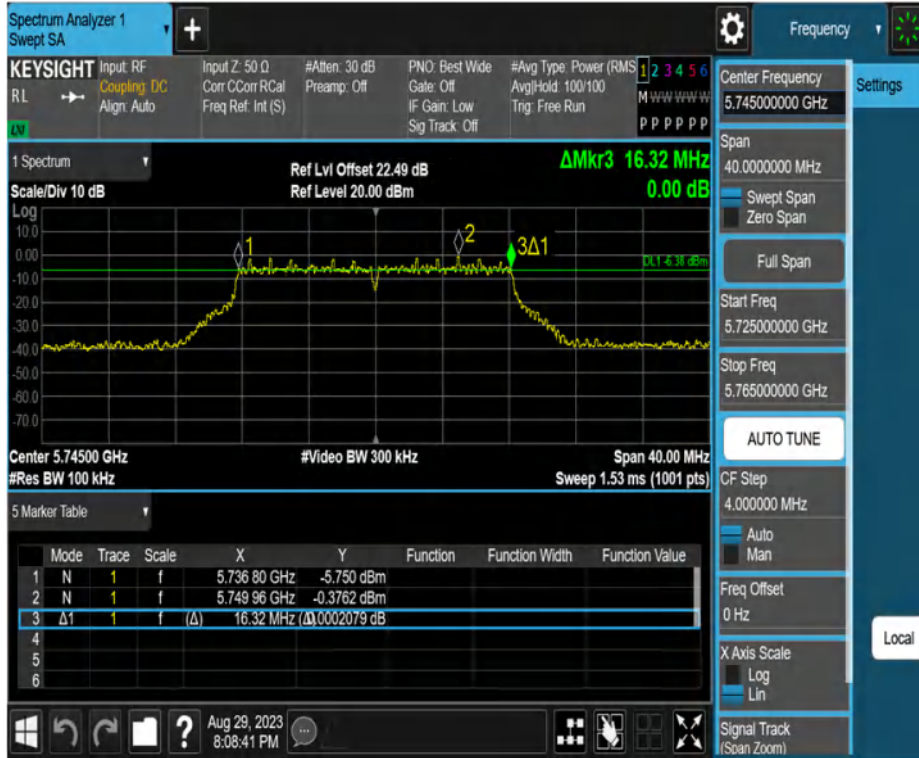 Spectrum Analyzer 1
Swept SA
+
Frequency
KEYSIGHT
RL
LXI
Input: RF
Coupling: DC
Align: Auto
Input Z: 50 Ω
Corr CCorr RCal
Freq Ref: Int (S)
#Atten: 30 dB
Preamp: Off
PNO: Best Wide
Gate: Off
IF Gain: Low
Sig Track: Off
#Avg Type: Power (RMS
Avg|Hold: 100/100
Trig: Free Run
1 2 3 4 5 6
M W W W W W
P P P P P P
1 Spectrum
Scale/Div 10 dB
Ref Lvl Offset 22.49 dB
Ref Level 20.00 dBm
ΔMkr3 16.32 MHz
0.00 dB
Log
10.0
0.00
-10.0
-20.0
-30.0
-40.0
-50.0
-60.0
-70.0
1
2
3Δ1
DL1 -6.38 dBm
Center 5.74500 GHz
#Video BW 300 kHz
Span 40.00 MHz
#Res BW 100 kHz
Sweep 1.53 ms (1001 pts)
5 Marker Table
Mode Trace Scale X Y Function Function Width Function Value
1 N 1 f 5.736 80 GHz -5.750 dBm
2 N 1 f 5.749 96 GHz -0.3762 dBm
3 Δ1 1 f (Δ) 16.32 MHz (Δ) 0.0002079 dB
4
5
6
Aug 29, 2023
8:08:41 PM
?
Center Frequency
5.745000000 GHz
Span
40.0000000 MHz
Swept Span
Zero Span
Full Span
Start Freq
5.725000000 GHz
Stop Freq
5.765000000 GHz
AUTO TUNE
CF Step
4.000000 MHz
Auto
Man
Freq Offset
0 Hz
X Axis Scale
Log
Lin
Signal Track
(Span Zoom)
Settings
Local